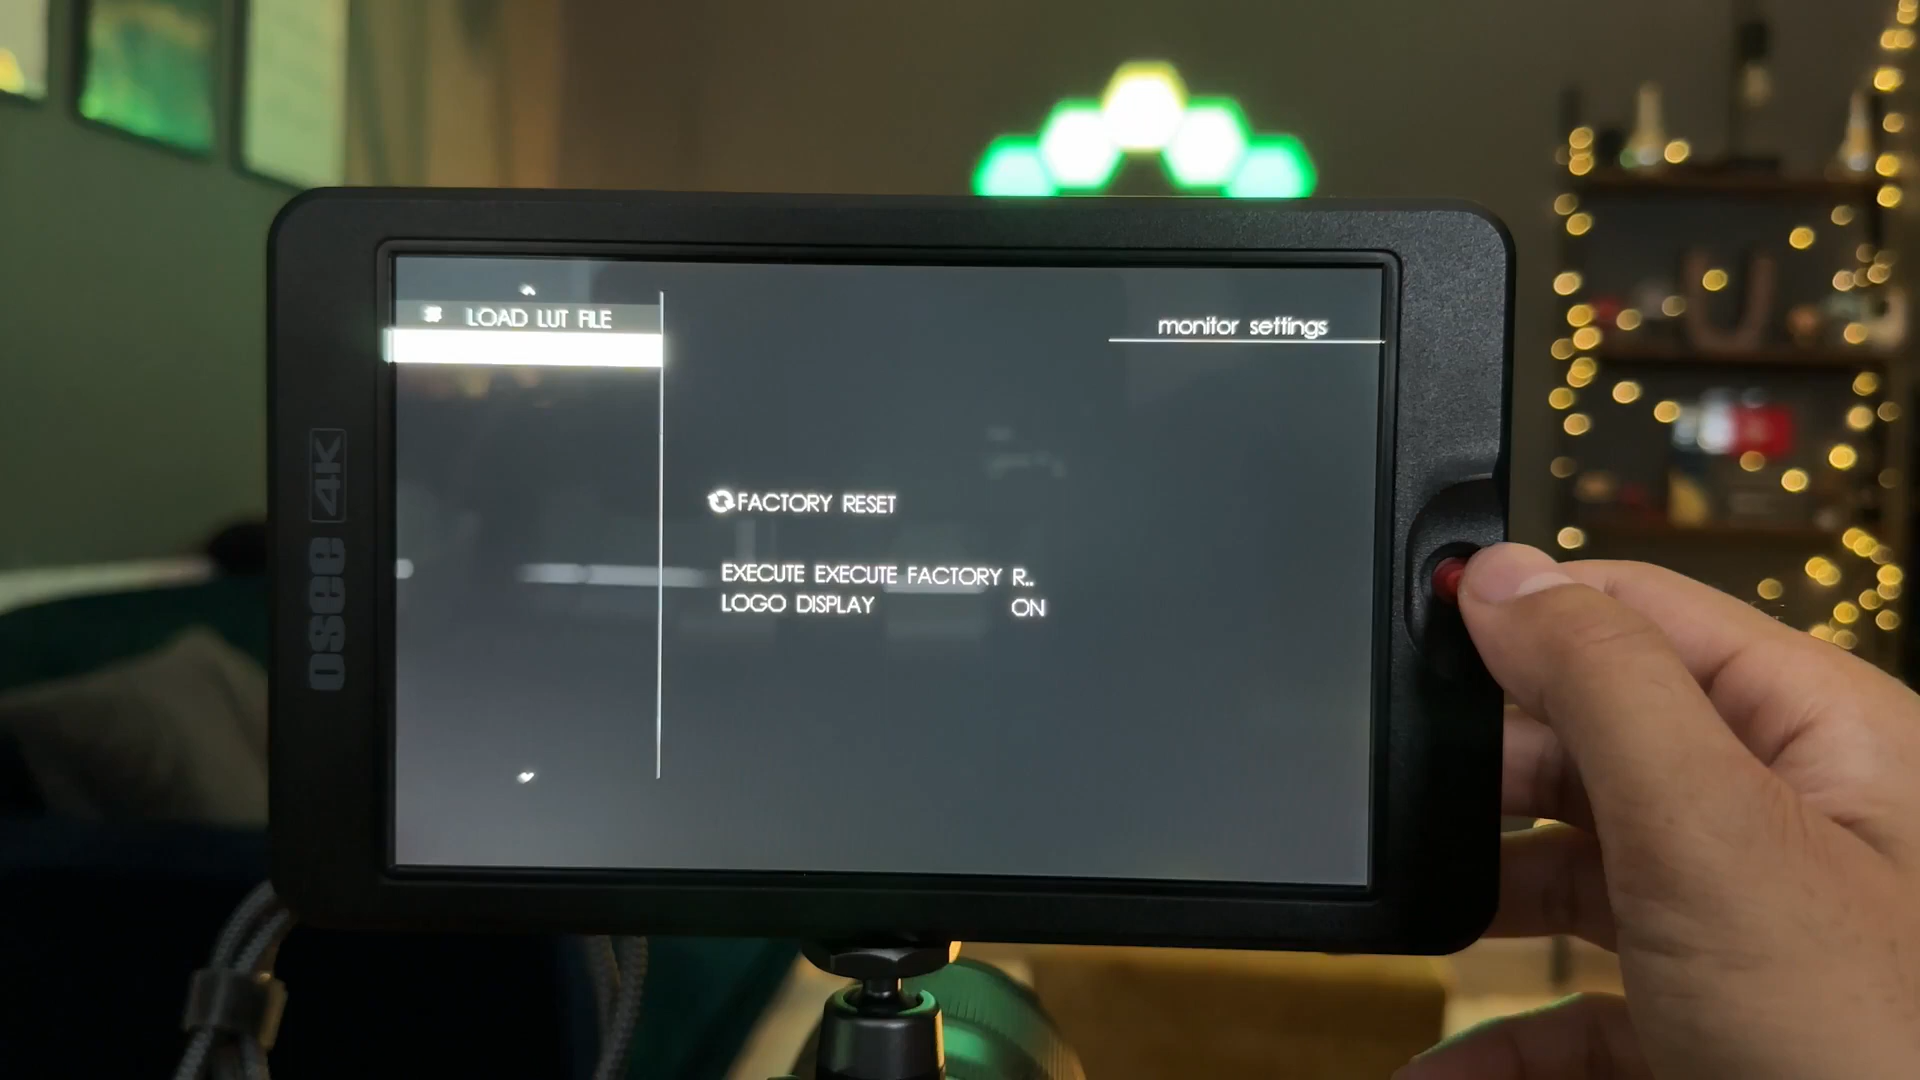 LOAD LUT FILE
monitor settings
FACTORY RESET
EXECUTE EXECUTE FACTORY R..
LOGO DISPLAY ON
osee 4K